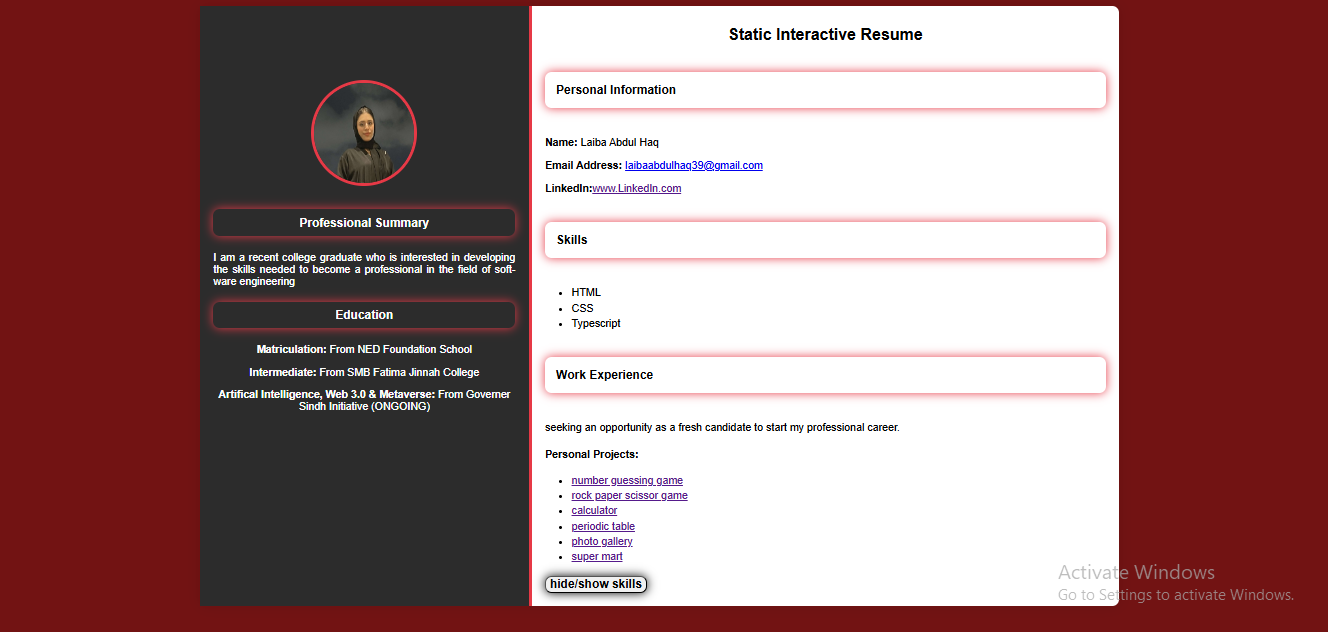 Static Interactive Resume
Professional Summary
I am a recent college graduate who is interested in developing
the skills needed to become a professional in the field of soft-
ware engineering
Education
Matriculation: From NED Foundation School
Intermediate: From SMB Fatima Jinnah College
Artifical Intelligence, Web 3.0 & Metaverse: From Governer
Sindh Initiative (ONGOING)
Personal Information
Name: Laiba Abdul Haq
Email Address: laibaabdulhaq39@gmail.com
LinkedIn:www.LinkedIn.com
Skills
• HTML
• CSS
• Typescript
Work Experience
seeking an opportunity as a fresh candidate to start my professional career.
Personal Projects:
• number guessing game
• rock paper scissor game
• calculator
• periodic table
• photo gallery
• super mart
hide/show skills
Activate Windows
Go to Settings to activate Windows.